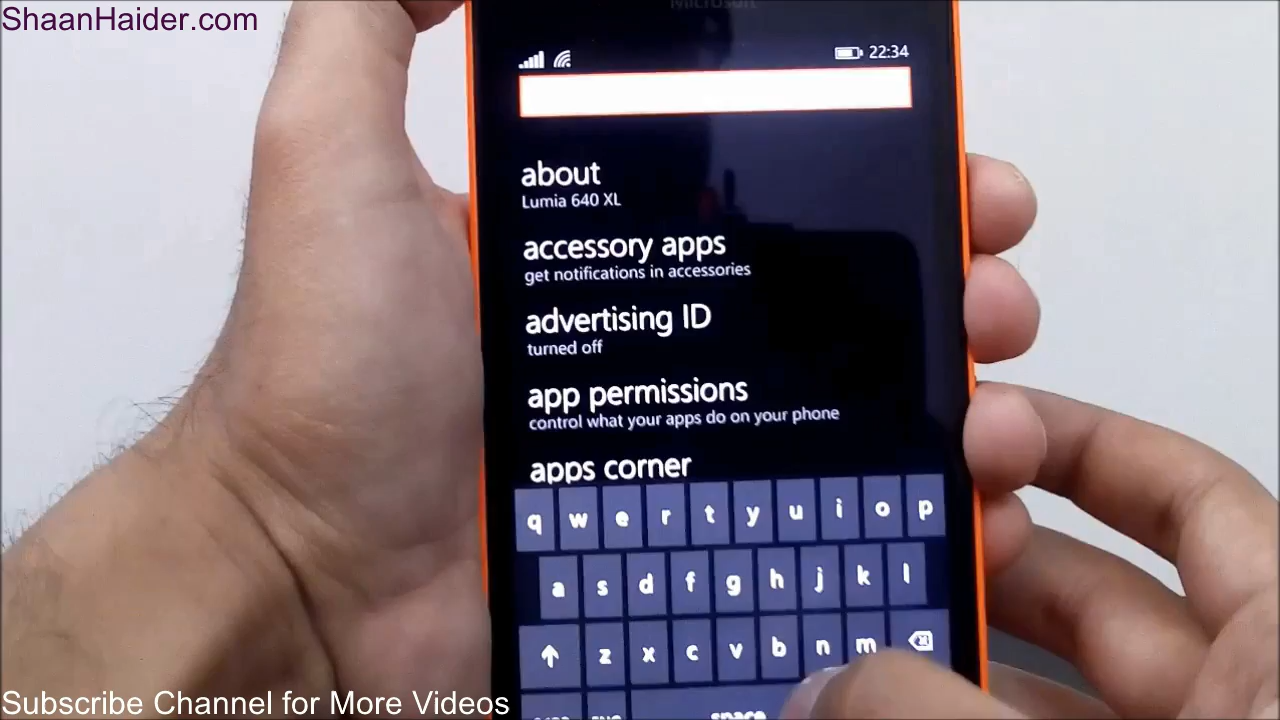 ShaanHaider.com
Microsoft
22:34
about
Lumia 640 XL
accessory apps
get notifications in accessories
advertising ID
turned off
app permissions
control what your apps do on your phone
apps corner
q w e r t y u i o p
a s d f g h j k l
z x c v b n m
space
Subscribe Channel for More Videos